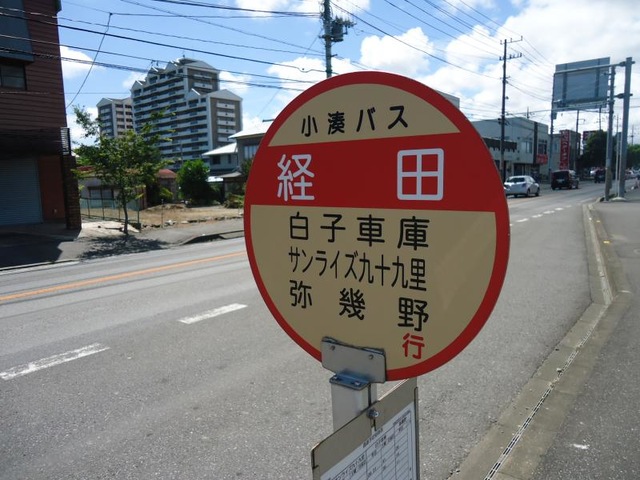 小湊バス
経田
白子車庫
サンライズ九十九里
弥幾野
行